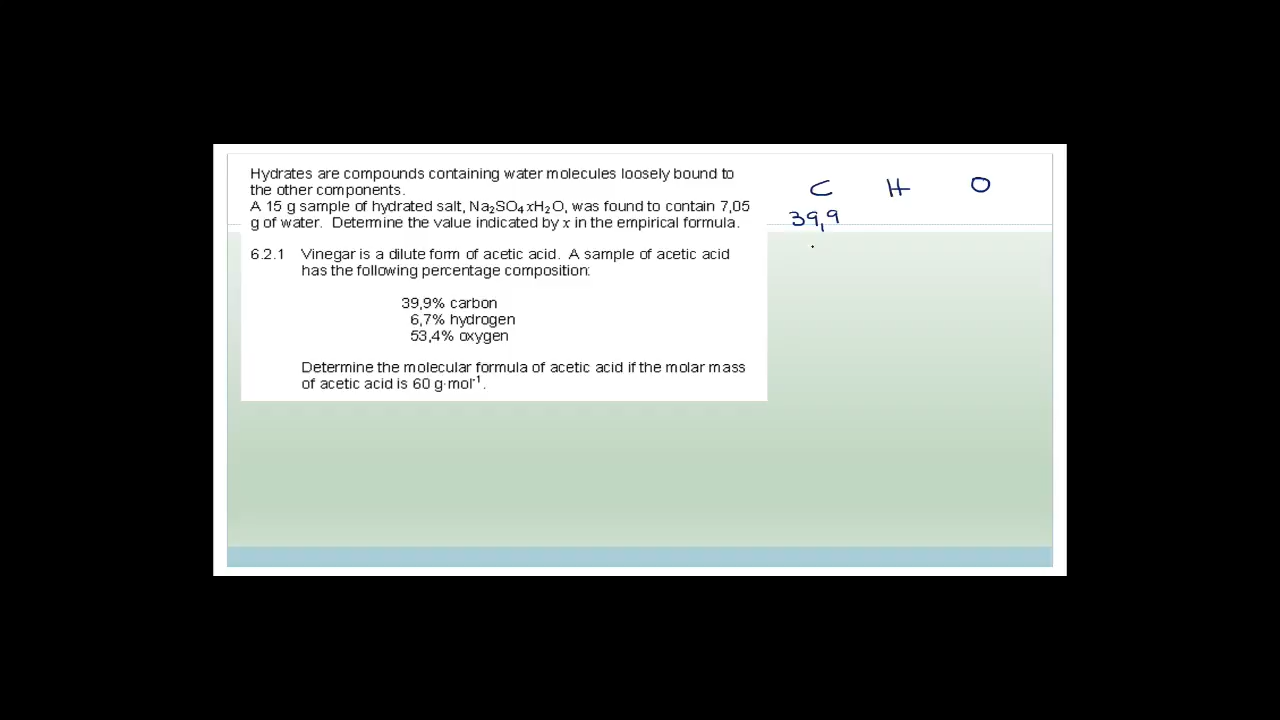 Hydrates are compounds containing water molecules loosely bound to
the other components.
A 15 g sample of hydrated salt, Na₂SO₄.xH₂O, was found to contain 7,05
g of water. Determine the value indicated by x in the empirical formula.
6.2.1 Vinegar is a dilute form of acetic acid. A sample of acetic acid
has the following percentage composition:
39,9% carbon
6,7% hydrogen
53,4% oxygen
Determine the molecular formula of acetic acid if the molar mass
of acetic acid is 60 g·mol⁻¹.
C H O
39,9